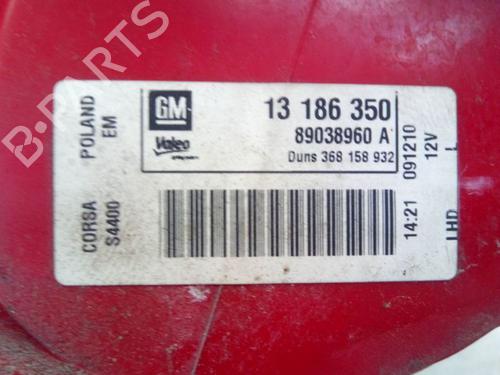 GM
Valeo
13 186 350
89038960 A
Duns 368 158 932
POLAND
EM
CORSA
S4400
091210
12V
14:21
L
LHD
B-PARTS
B-PARTS